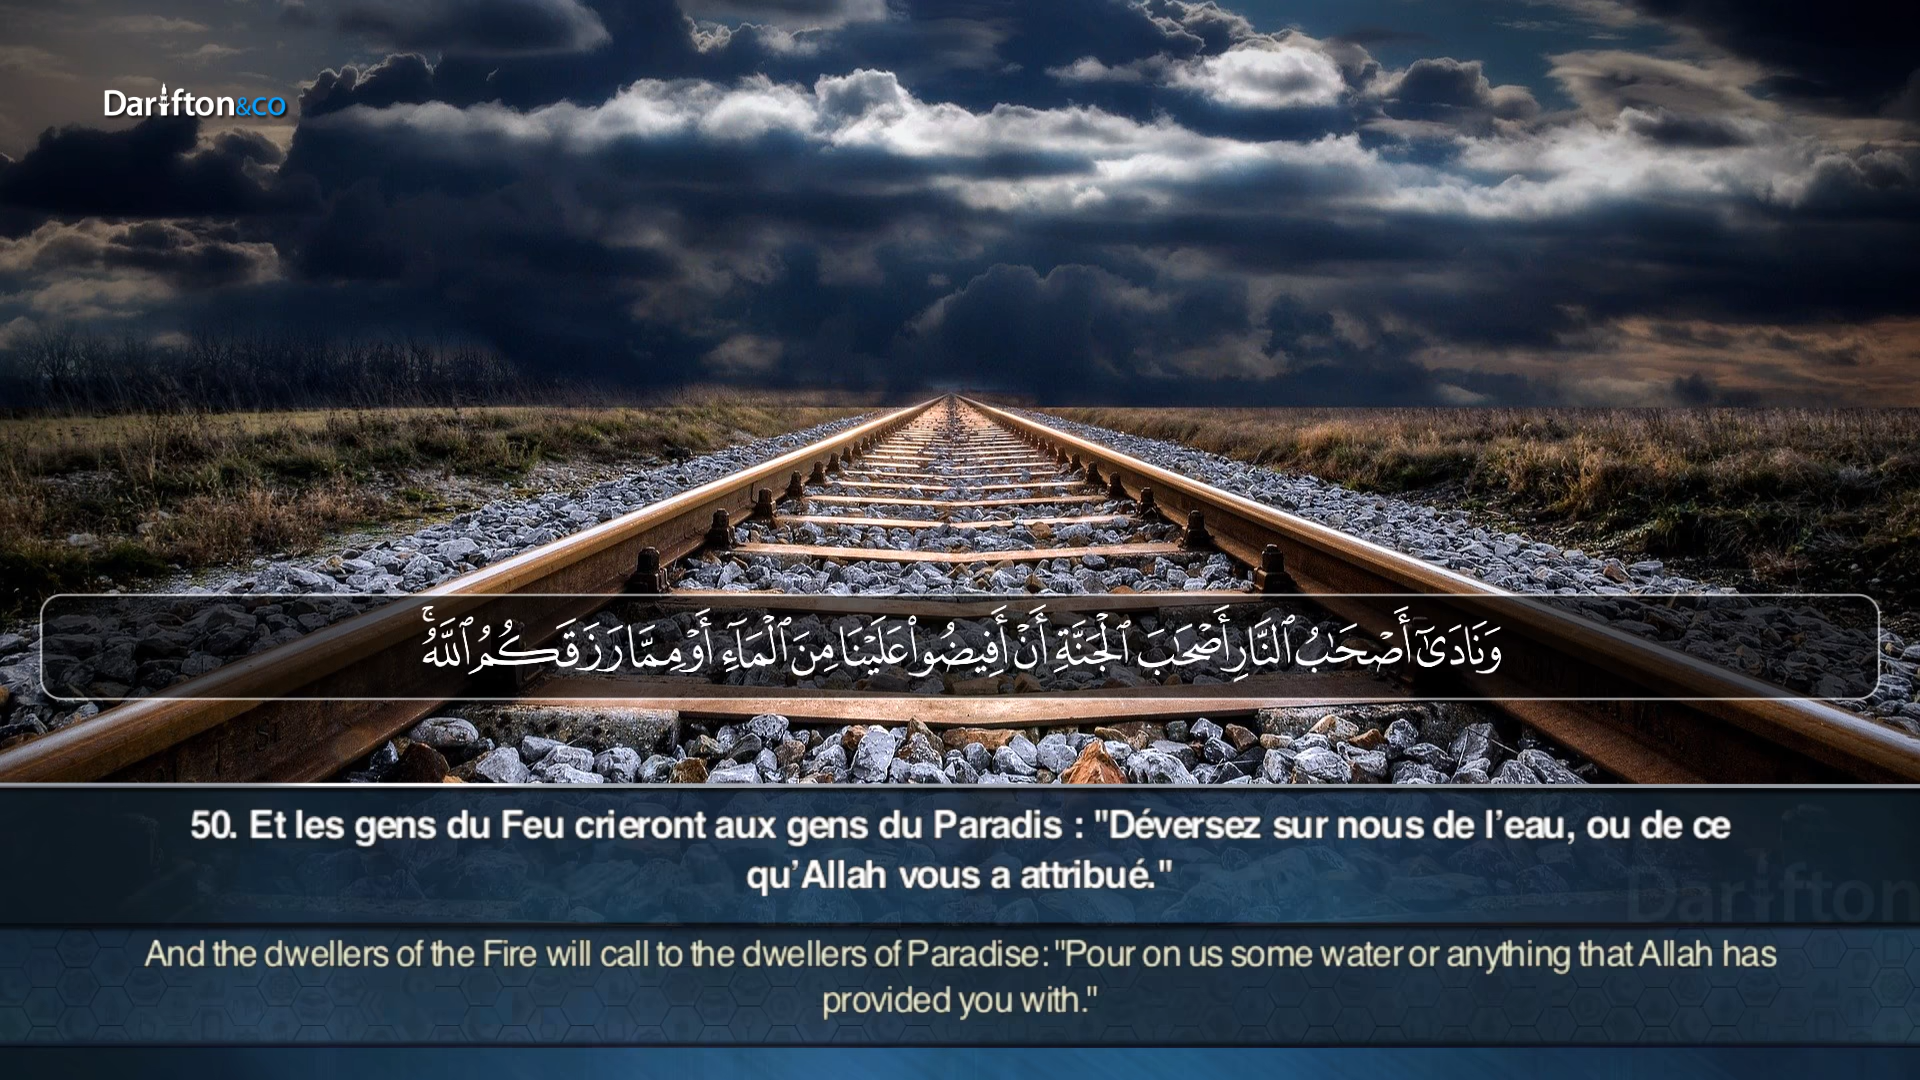 Darifton&co
وَنَادَىٰٓ أَصْحَٰبُ ٱلنَّارِ أَصْحَٰبَ ٱلْجَنَّةِ أَنْ أَفِيضُوا۟ عَلَيْنَا مِنَ ٱلْمَآءِ أَوْ مِمَّا رَزَقَكُمُ ٱللَّهُ ۚ
50. Et les gens du Feu crieront aux gens du Paradis : "Déversez sur nous de l’eau, ou de ce
qu’Allah vous a attribué."
Darifton
And the dwellers of the Fire will call to the dwellers of Paradise: "Pour on us some water or anything that Allah has
provided you with."